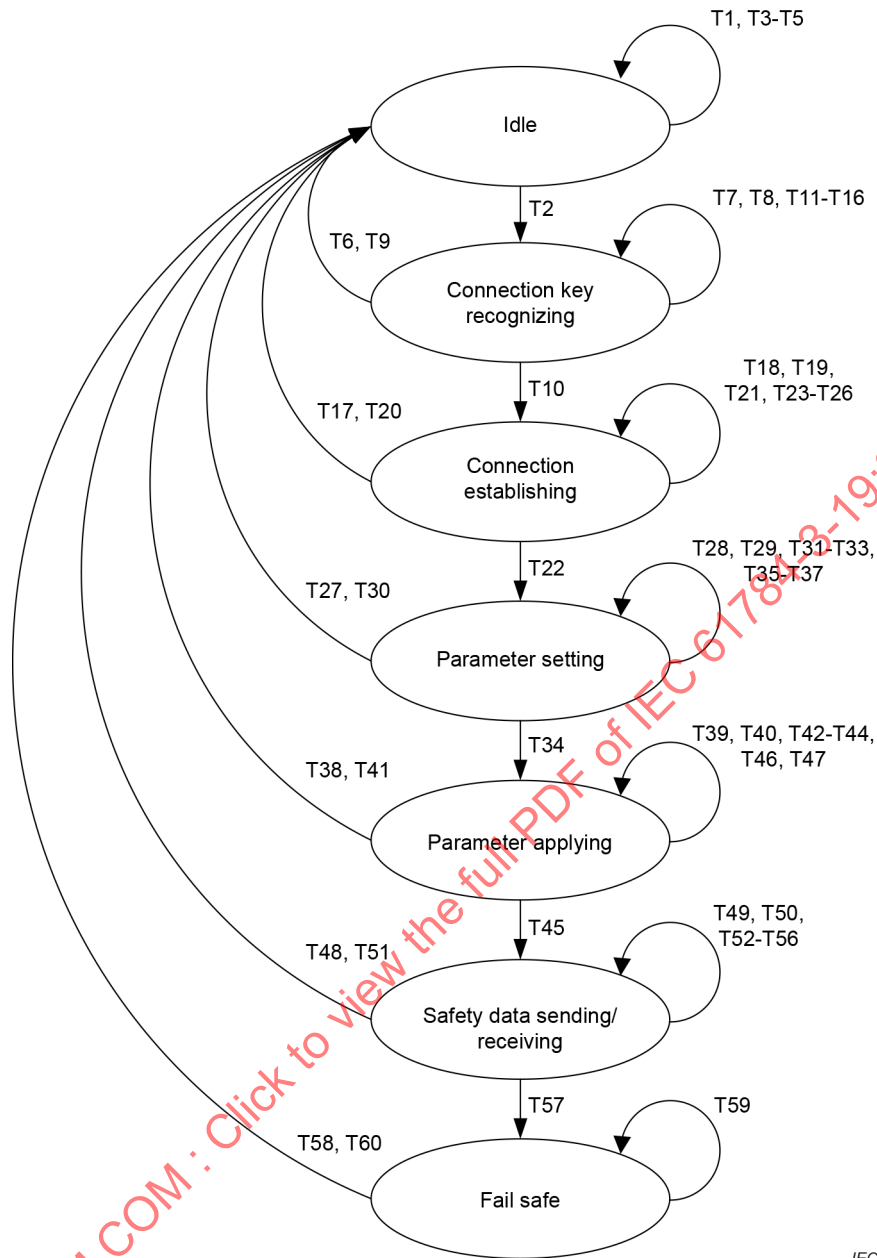 T1, T3-T5
Idle
T2
T7, T8, T11-T16
T6, T9
Connection key
recognizing
T10
T18, T19,
T21, T23-T26
T17, T20
Connection
establishing
T22
T28, T29, T31-T33,
T35-T37
T27, T30
Parameter setting
T34
T39, T40, T42-T44,
T46, T47
T38, T41
Parameter applying
T45
T49, T50,
T52-T56
T48, T51
Safety data sending/
receiving
T57
T59
T58, T60
Fail safe
IEC
.COM : Click to view the full PDF of IEC 61784-3-19: